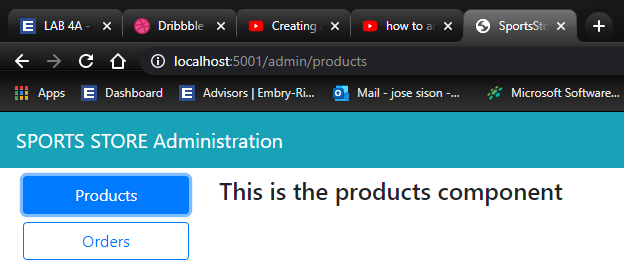 LAB 4A -
Dribbble
Creating
how to a
SportsSto
localhost:5001/admin/products
Apps
Dashboard
Advisors | Embry-Ri...
Mail - jose sison -...
Microsoft Software...
SPORTS STORE Administration
Products
This is the products component
Orders